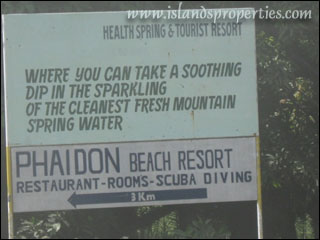 www.islandsproperties.com
HEALTH SPRING & TOURIST RESORT
WHERE YOU CAN TAKE A SOOTHING
DIP IN THE SPARKLING
OF THE CLEANEST FRESH MOUNTAIN
SPRING WATER
PHAIDON BEACH RESORT
RESTAURANT-ROOMS-SCUBA DIVING
3Km